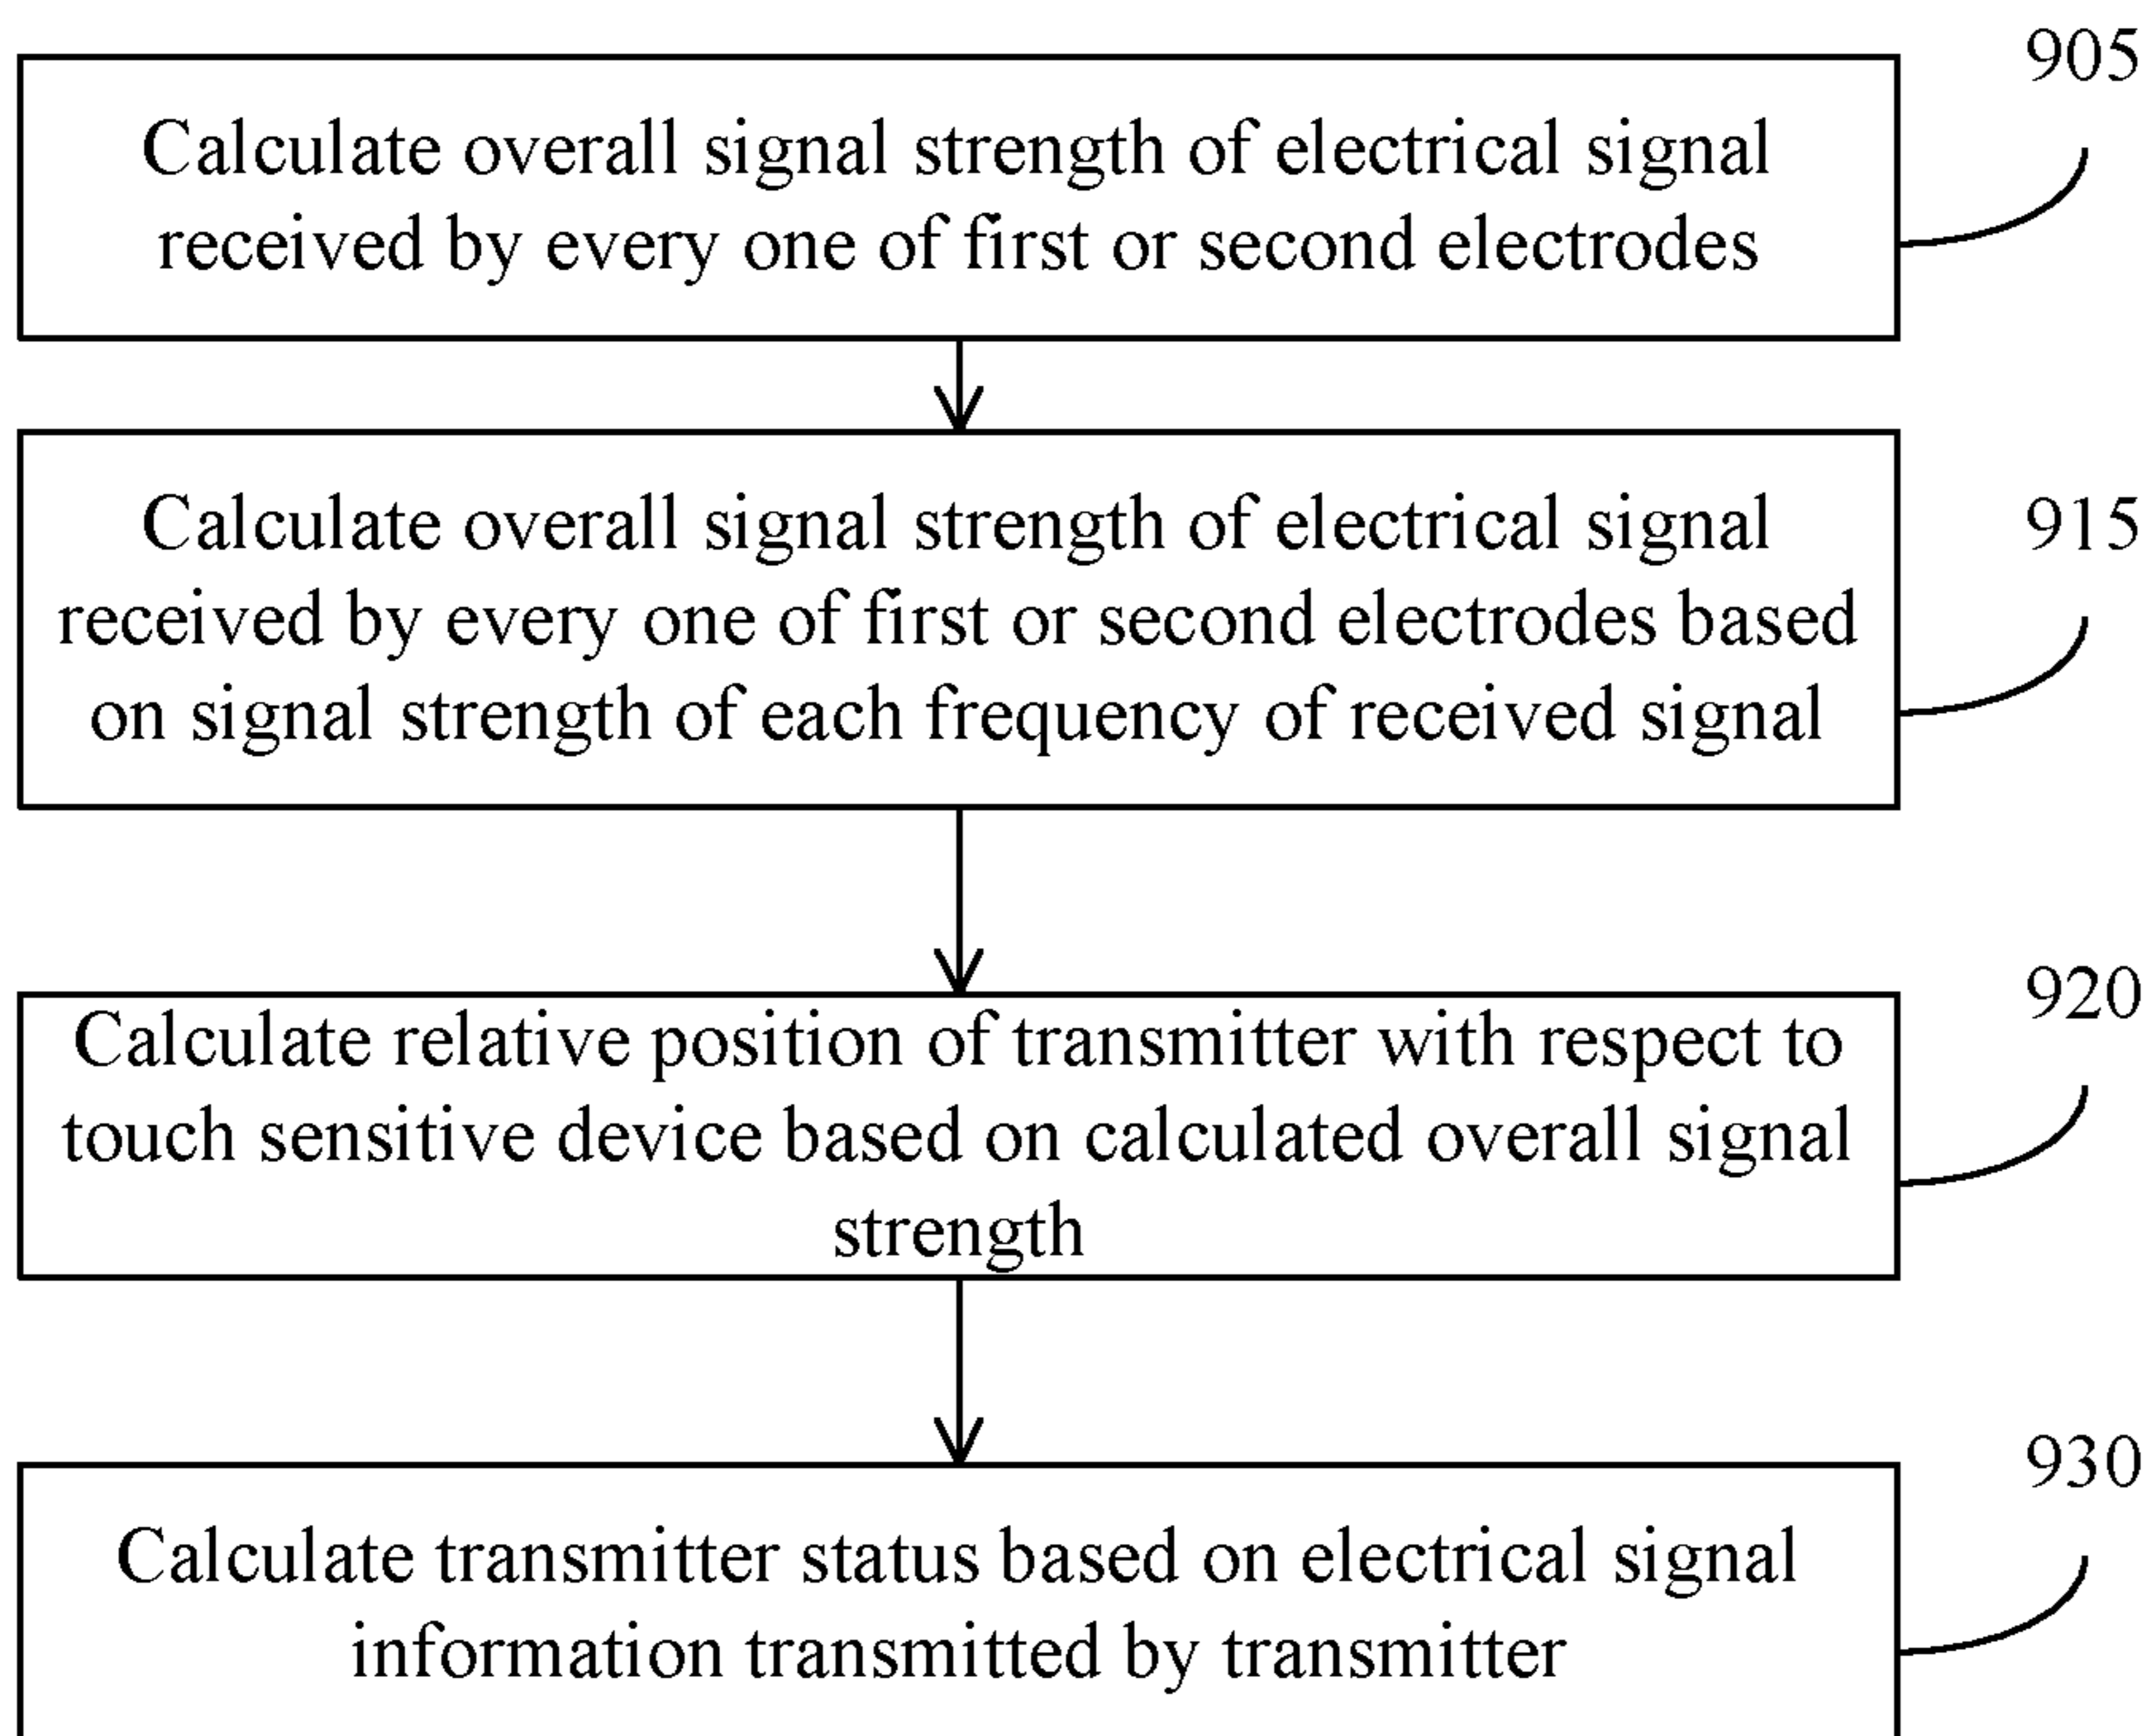 905
Calculate overall signal strength of electrical signal
received by every one of first or second electrodes
915
Calculate overall signal strength of electrical signal
received by every one of first or second electrodes based
on signal strength of each frequency of received signal
920
Calculate relative position of transmitter with respect to
touch sensitive device based on calculated overall signal
strength
930
Calculate transmitter status based on electrical signal
information transmitted by transmitter